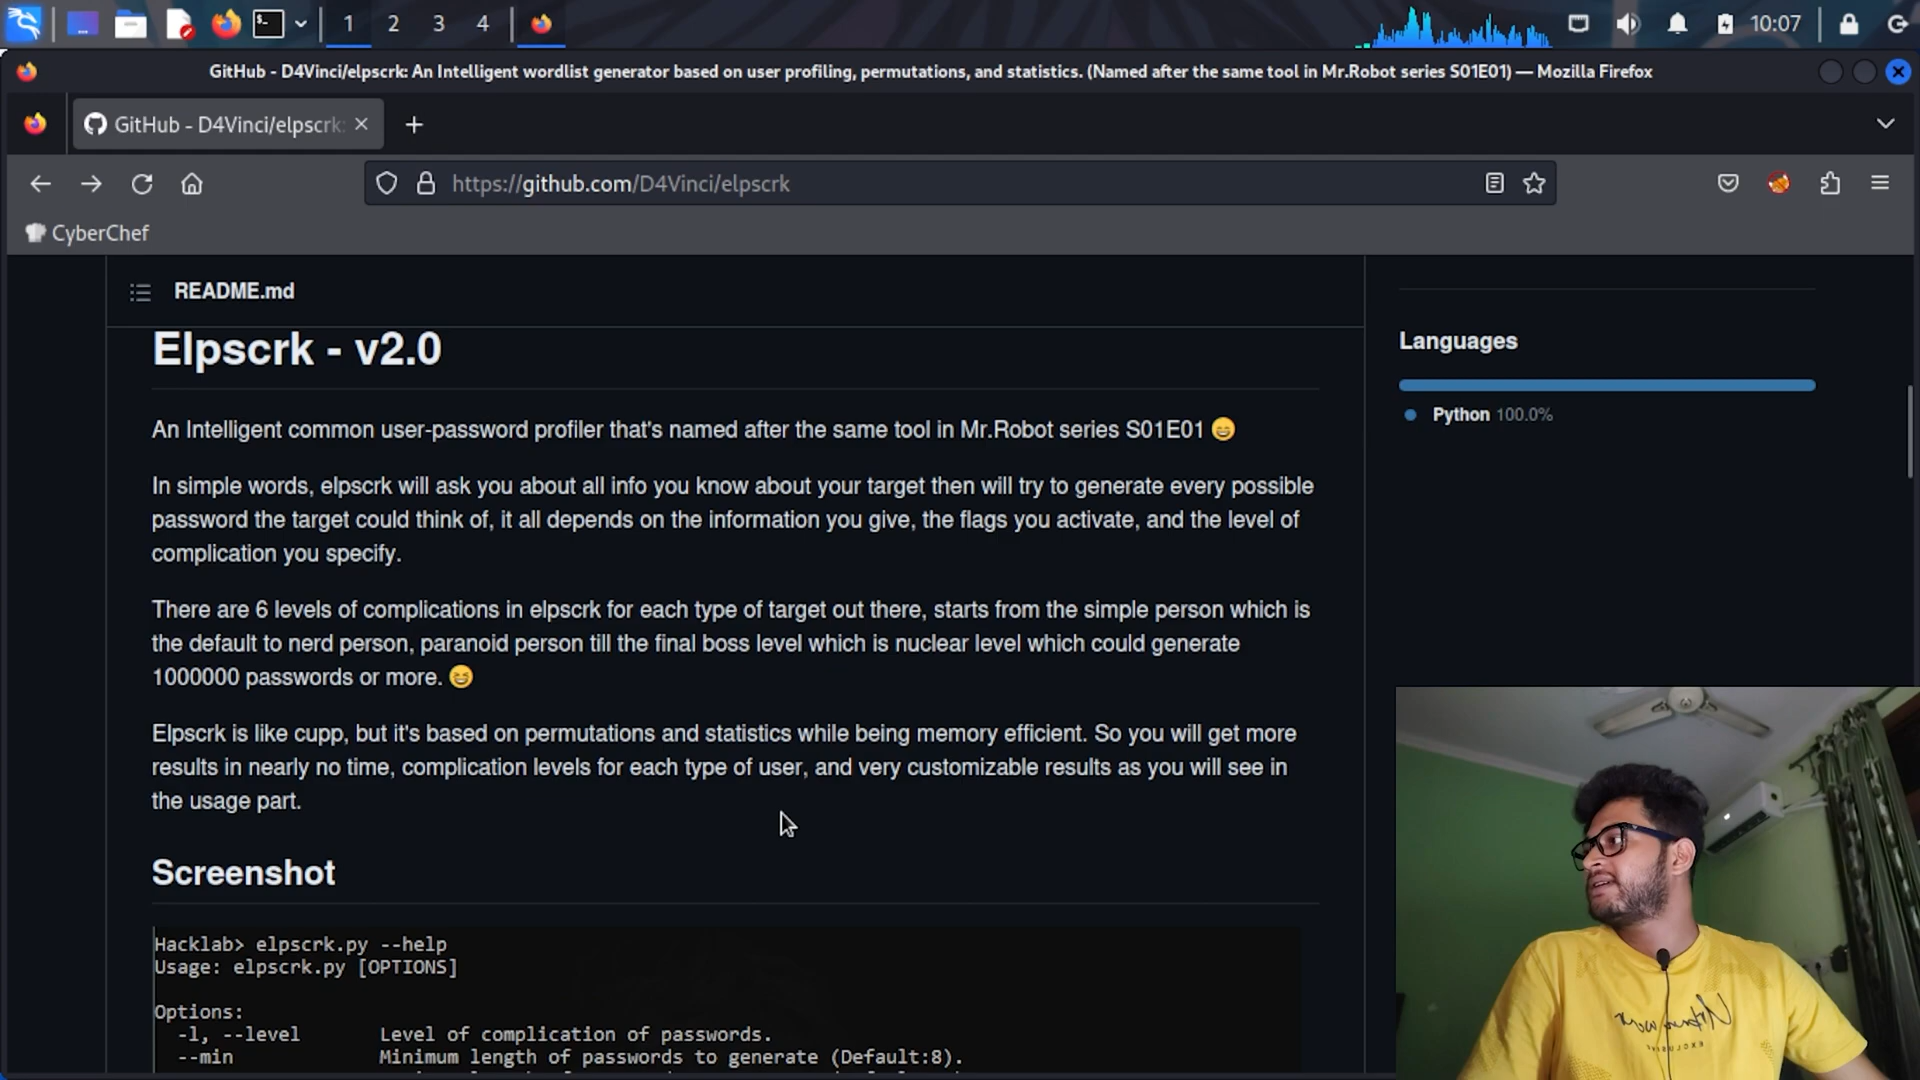 1 2 3 4
10:07
GitHub - D4Vinci/elpscrk: An Intelligent wordlist generator based on user profiling, permutations, and statistics. (Named after the same tool in Mr.Robot series S01E01) — Mozilla Firefox
GitHub - D4Vinci/elpscrk:
https://github.com/D4Vinci/elpscrk
CyberChef
README.md
Elpscrk - v2.0
An Intelligent common user-password profiler that's named after the same tool in Mr.Robot series S01E01 😄
In simple words, elpscrk will ask you about all info you know about your target then will try to generate every possible
password the target could think of, it all depends on the information you give, the flags you activate, and the level of
complication you specify.
There are 6 levels of complications in elpscrk for each type of target out there, starts from the simple person which is
the default to nerd person, paranoid person till the final boss level which is nuclear level which could generate
1000000 passwords or more. 😆
Elpscrk is like cupp, but it's based on permutations and statistics while being memory efficient. So you will get more
results in nearly no time, complication levels for each type of user, and very customizable results as you will see in
the usage part.
Screenshot
Hacklab> elpscrk.py --help
Usage: elpscrk.py [OPTIONS]
Options:
-l, --level Level of complication of passwords.
--min Minimum length of passwords to generate (Default:8).
Languages
Python 100.0%